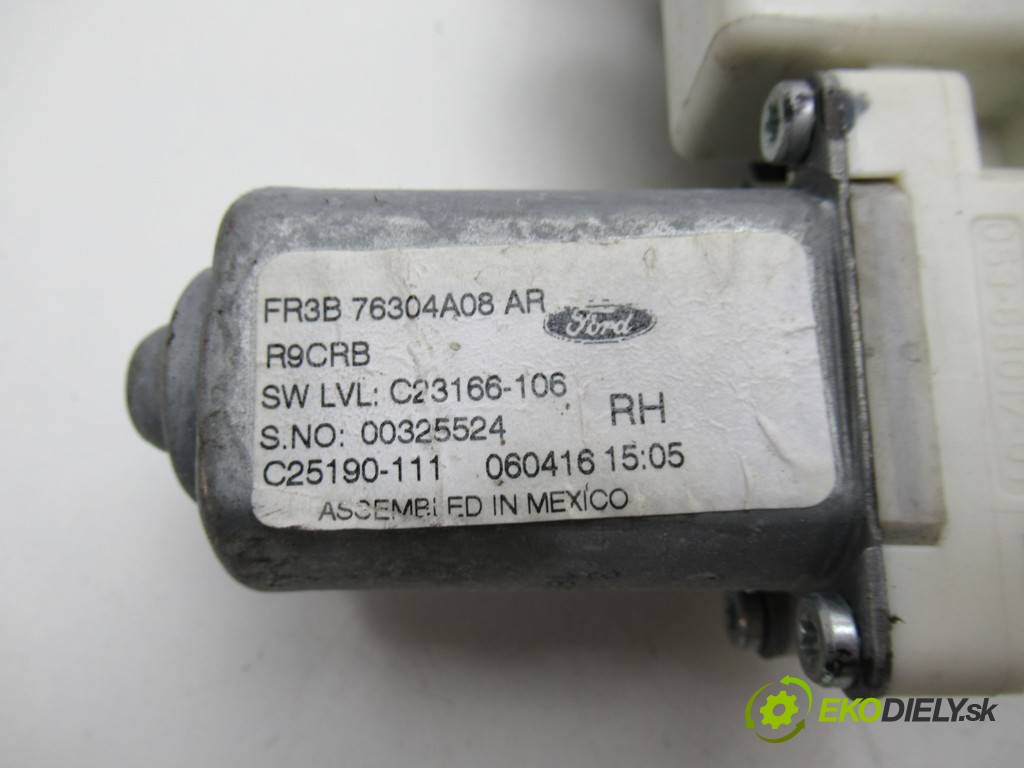 FR3B 76304A08 AR
Ford
R9CRB
SW LVL: C23166-106
RH
S.NO: 00325524
C25190-111 060416 15:05
ASSEMBLED IN MEXICO
EKODIELY.sk